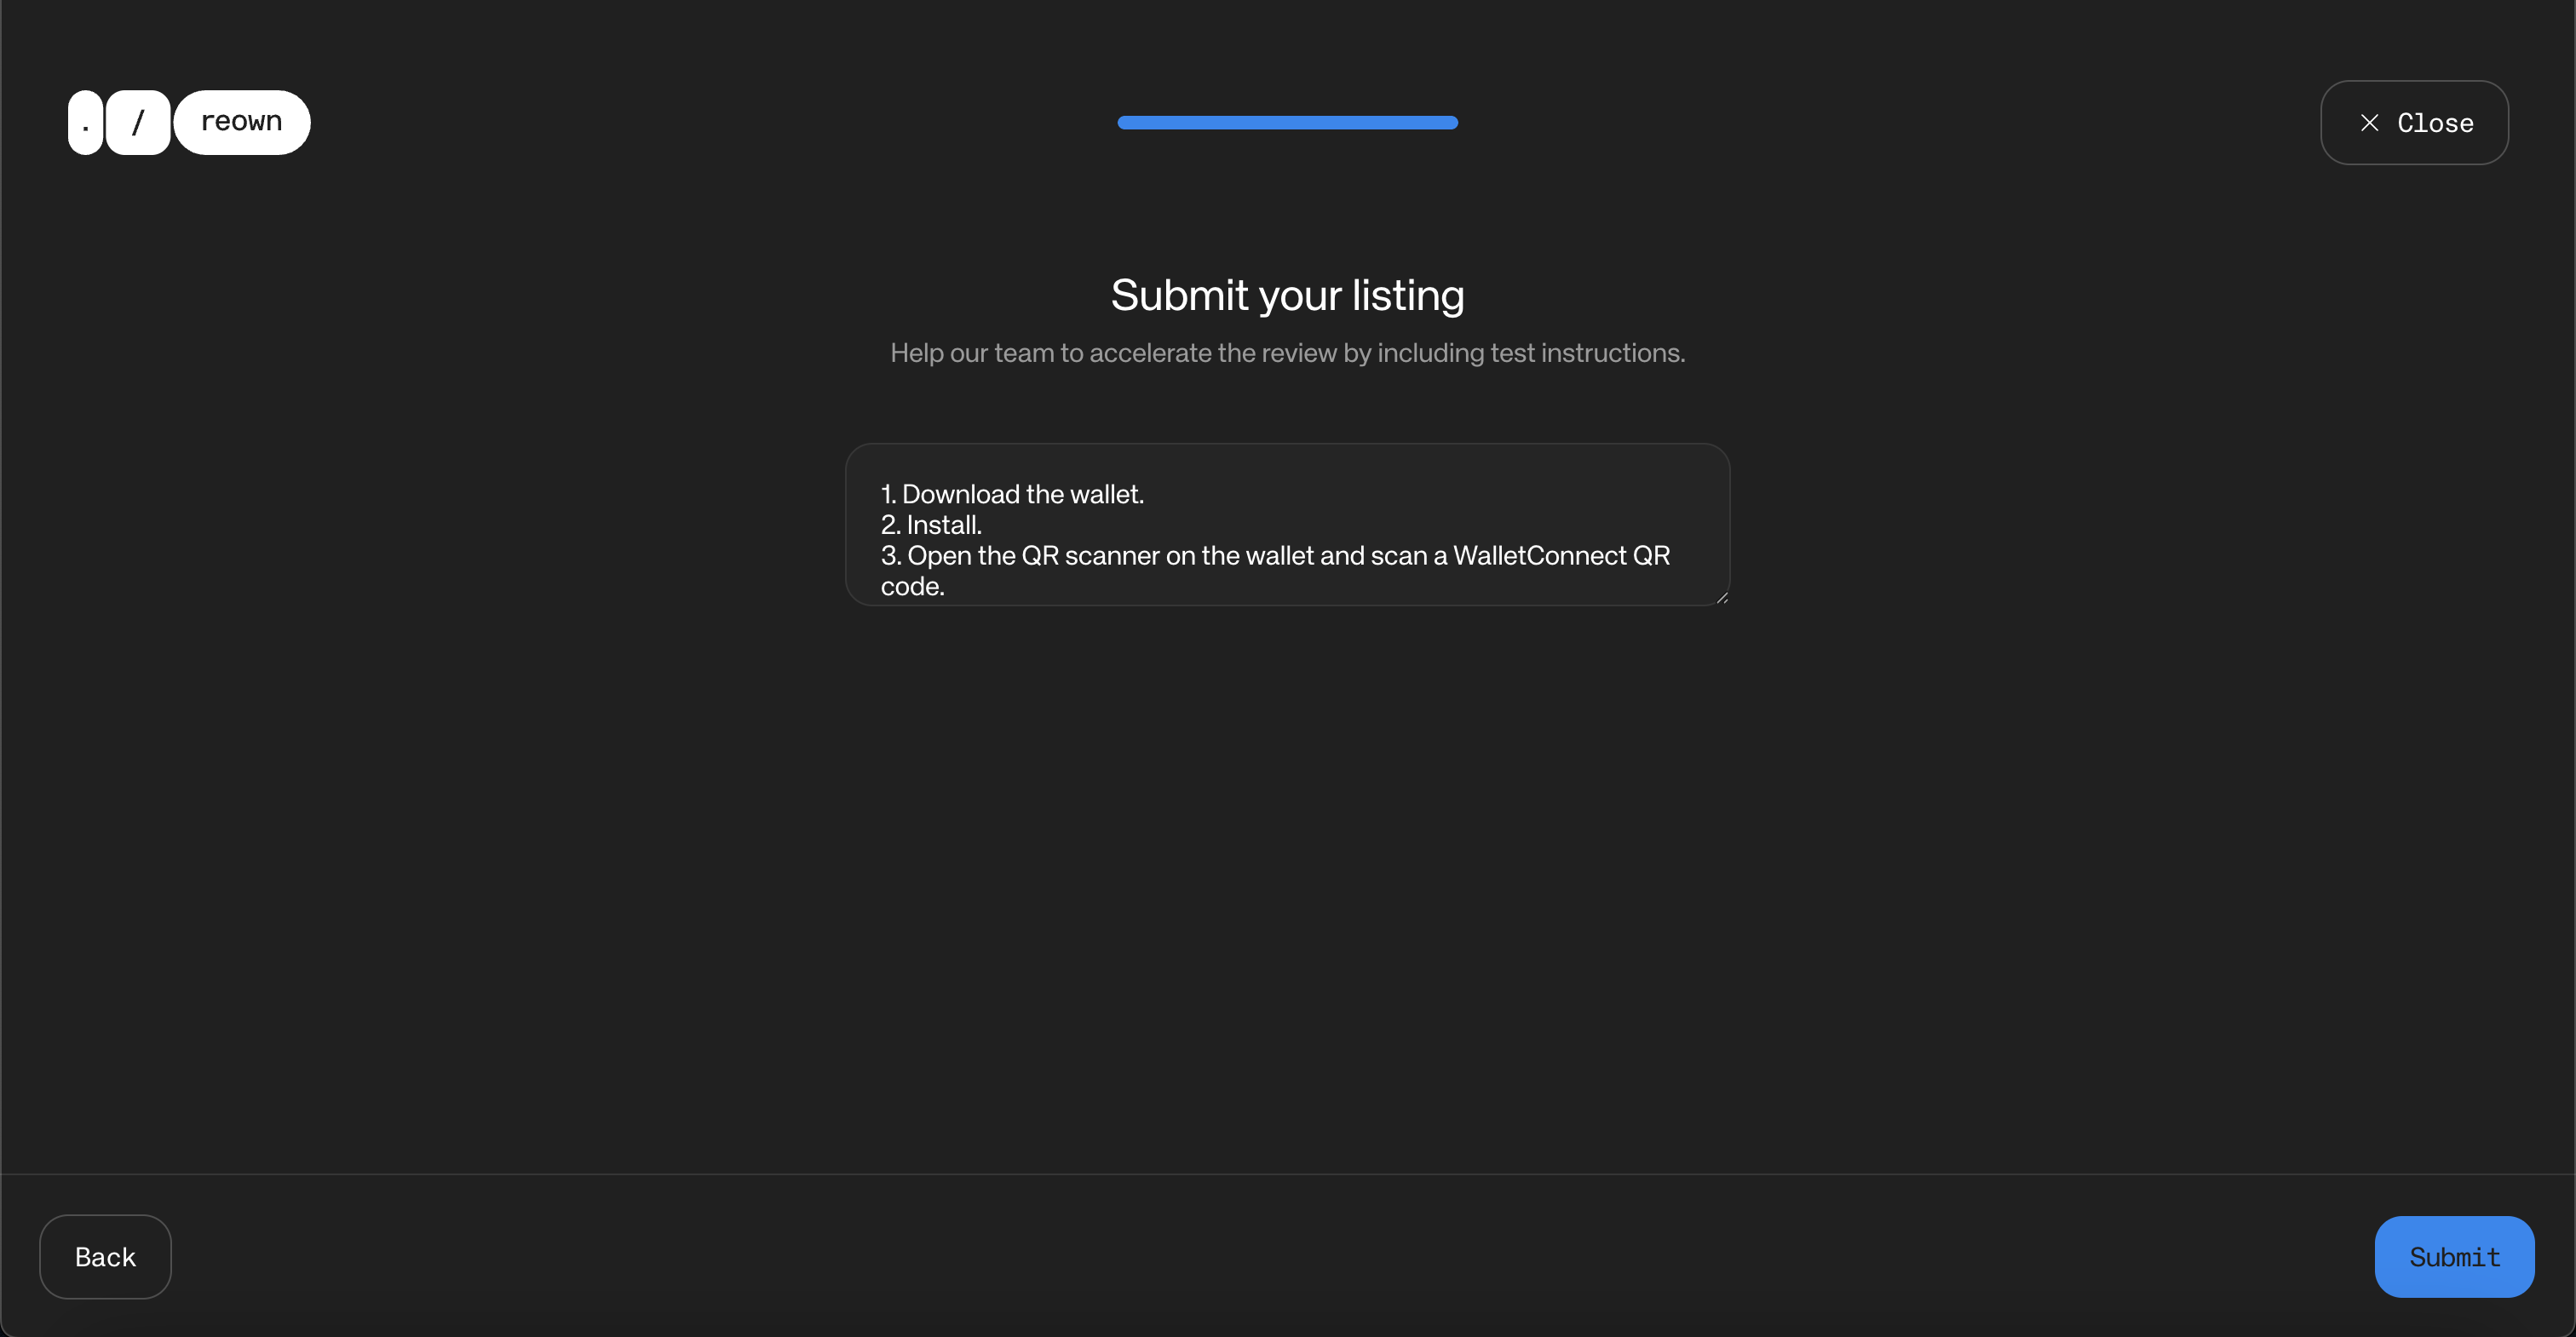 . / reown
Close
Submit your listing
Help our team to accelerate the review by including test instructions.
1. Download the wallet.
2. Install.
3. Open the QR scanner on the wallet and scan a WalletConnect QR
code.
Back
Submit